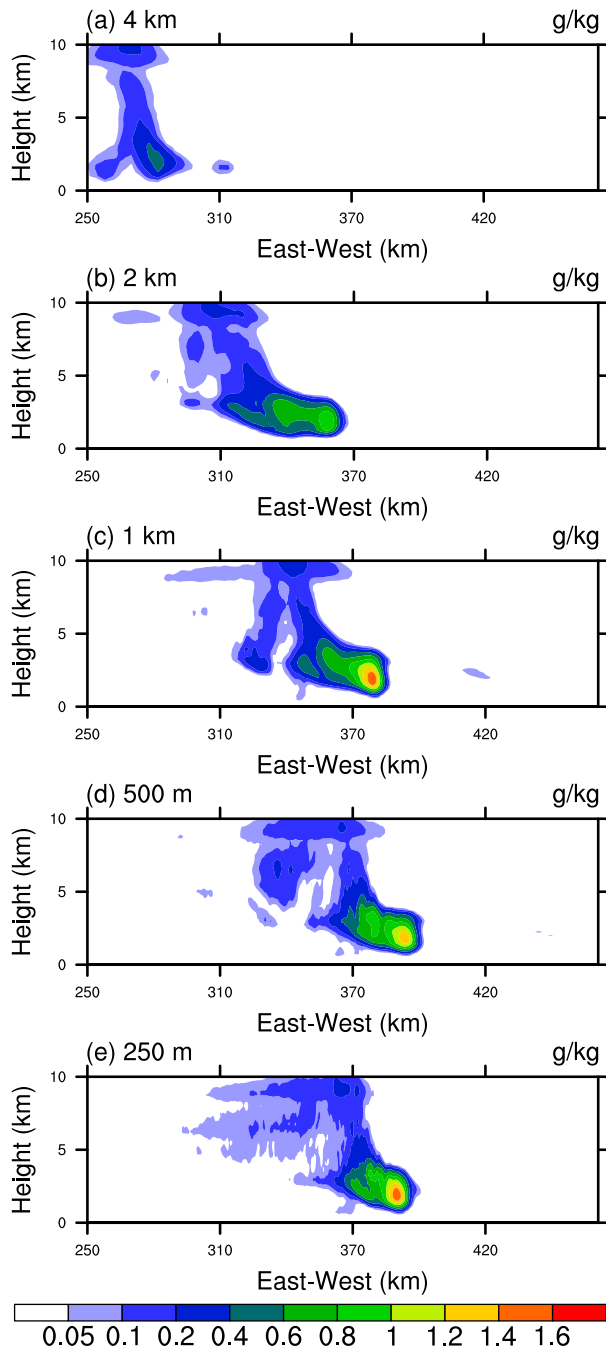 (a) 4 km g/kg
10
5
0
Height (km)
250 310 370 420
East-West (km)
(b) 2 km g/kg
10
5
0
Height (km)
250 310 370 420
East-West (km)
(c) 1 km g/kg
10
5
0
Height (km)
250 310 370 420
East-West (km)
(d) 500 m g/kg
10
5
0
Height (km)
250 310 370 420
East-West (km)
(e) 250 m g/kg
10
5
0
Height (km)
250 310 370 420
East-West (km)
0.05 0.1 0.2 0.4 0.6 0.8 1 1.2 1.4 1.6